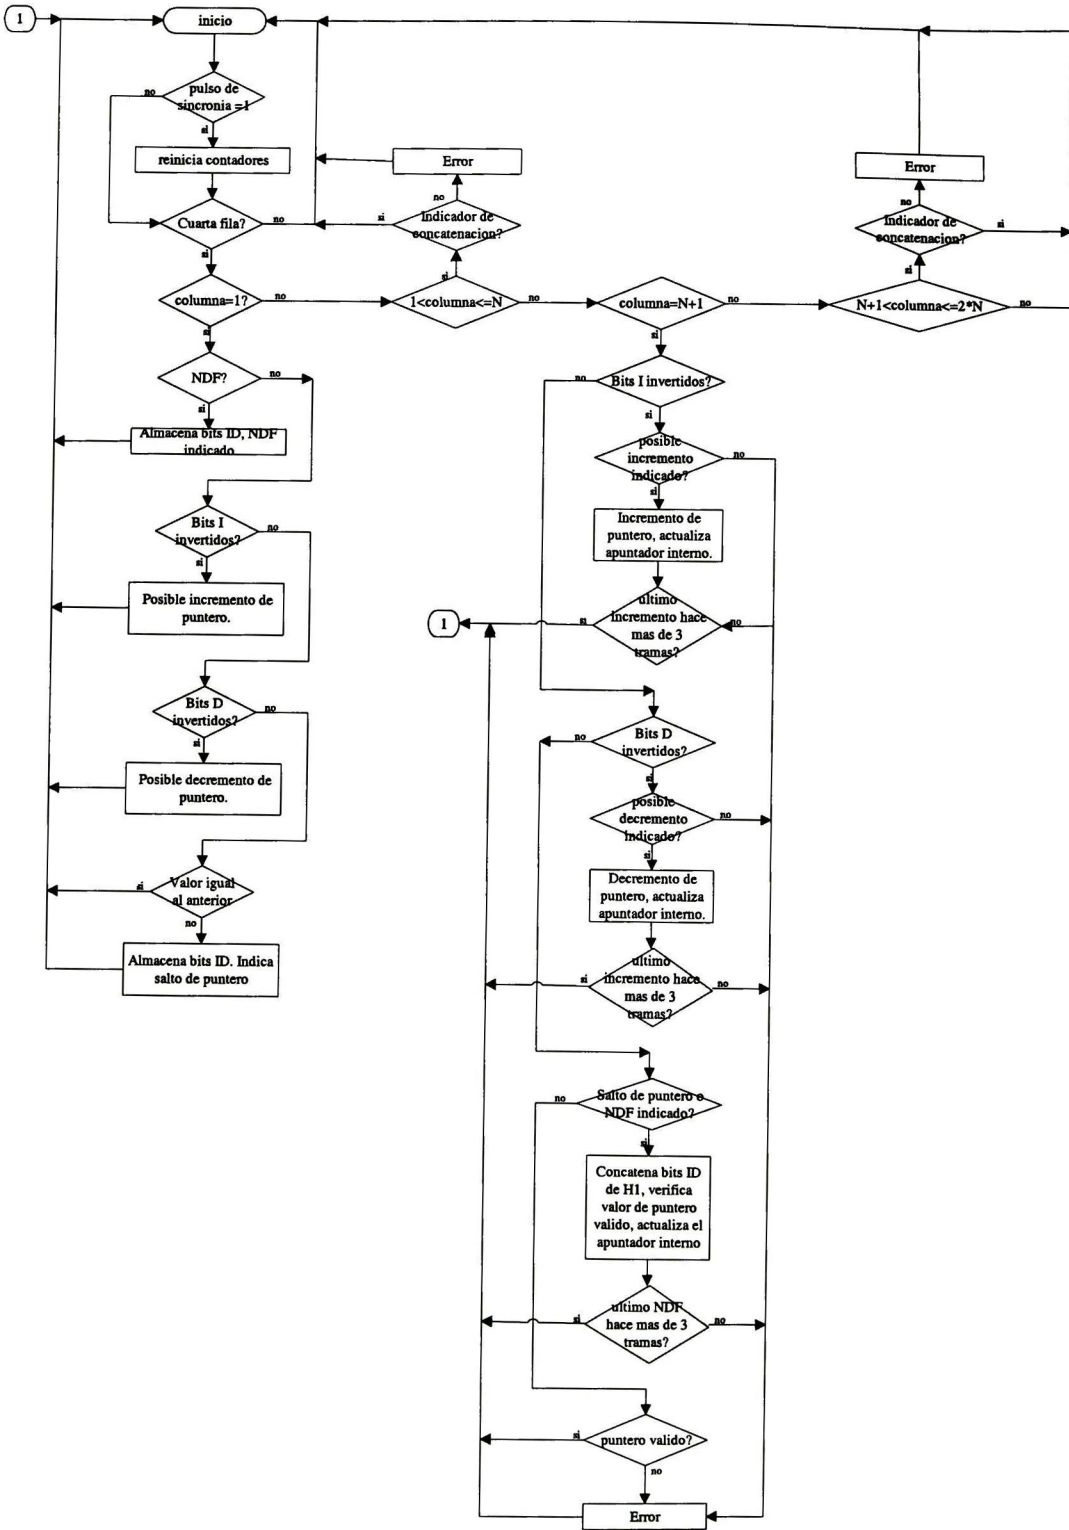 1
inicio
pulso de
sincronia =1
no
si
reinicia contadores
Cuarta fila?
no
si
Error
no
Indicador de
concatenacion?
si
si
Error
no
Indicador de
concatenacion?
si
si
columna=1?
no
si
1<columna<=N
no
columna=N+1
no
si
N+1<columna<=2*N
no
NDF?
no
si
Almacena bits ID, NDF
indicado
Bits I
invertidos?
no
si
Posible incremento de
puntero.
Bits D
invertidos?
no
si
Posible decremento de
puntero.
Valor igual
al anterior
si
no
Almacena bits ID. Indica
salto de puntero
Bits I invertidos?
no
si
posible
incremento
indicado?
no
si
Incremento de
puntero, actualiza
apuntador interno.
ultimo
incremento hace
mas de 3
tramas?
si
no
1
Bits D
invertidos?
no
si
posible
decremento
indicado?
no
si
Decremento de
puntero, actualiza
apuntador interno.
ultimo
incremento hace
mas de 3
tramas?
si
no
Salto de puntero o
NDF indicado?
no
si
Concatena bits ID
de H1, verifica
valor de puntero
valido, actualiza el
apuntador interno
ultimo NDF
hace mas de 3
tramas?
si
no
puntero valido?
si
no
Error